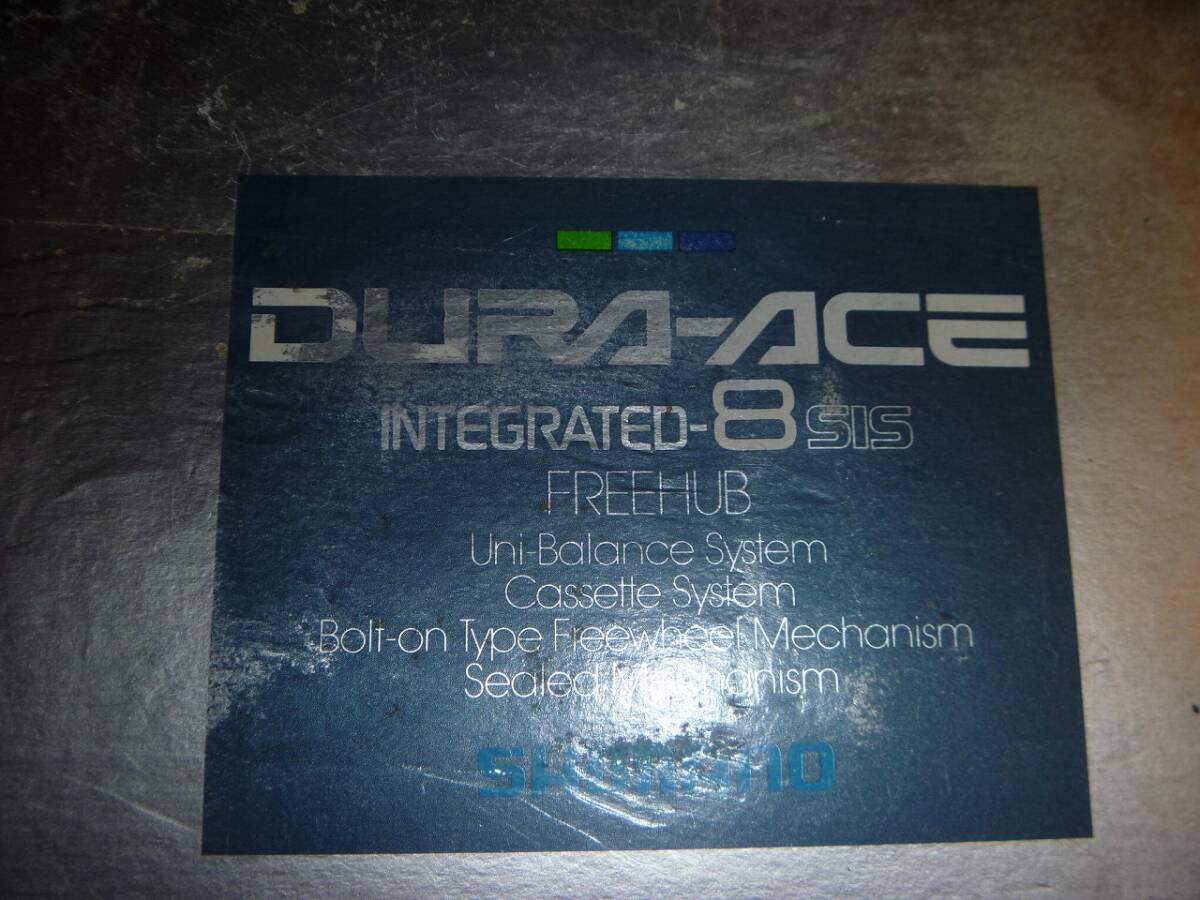 DURA-ACE
INTEGRATED-8 SIS
FREEHUB
Uni-Balance System
Cassette System
Bolt-on Type Freewheel Mechanism
Sealed Mechanism
SHIMANO